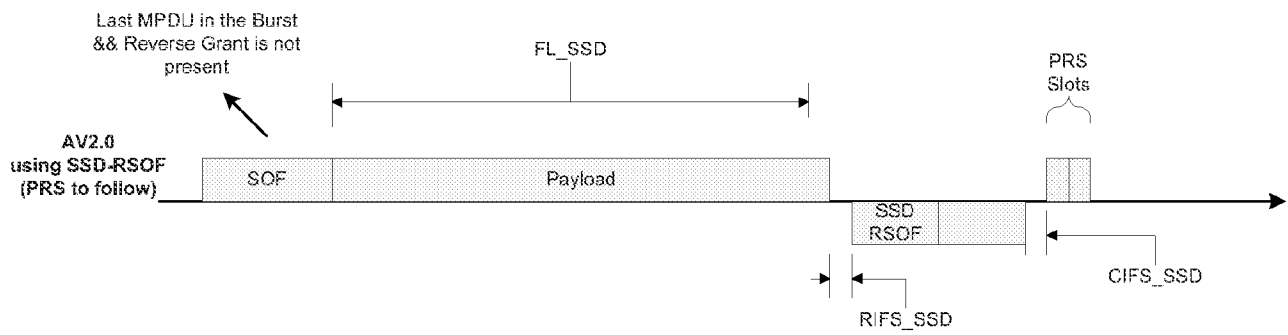 Last MPDU in the Burst
&& Reverse Grant is not
present
FL_SSD
PRS
Slots
AV2.0
using SSD-RSOF
(PRS to follow)
SOF
Payload
SSD
RSOF
CIFS_SSD
RIFS_SSD